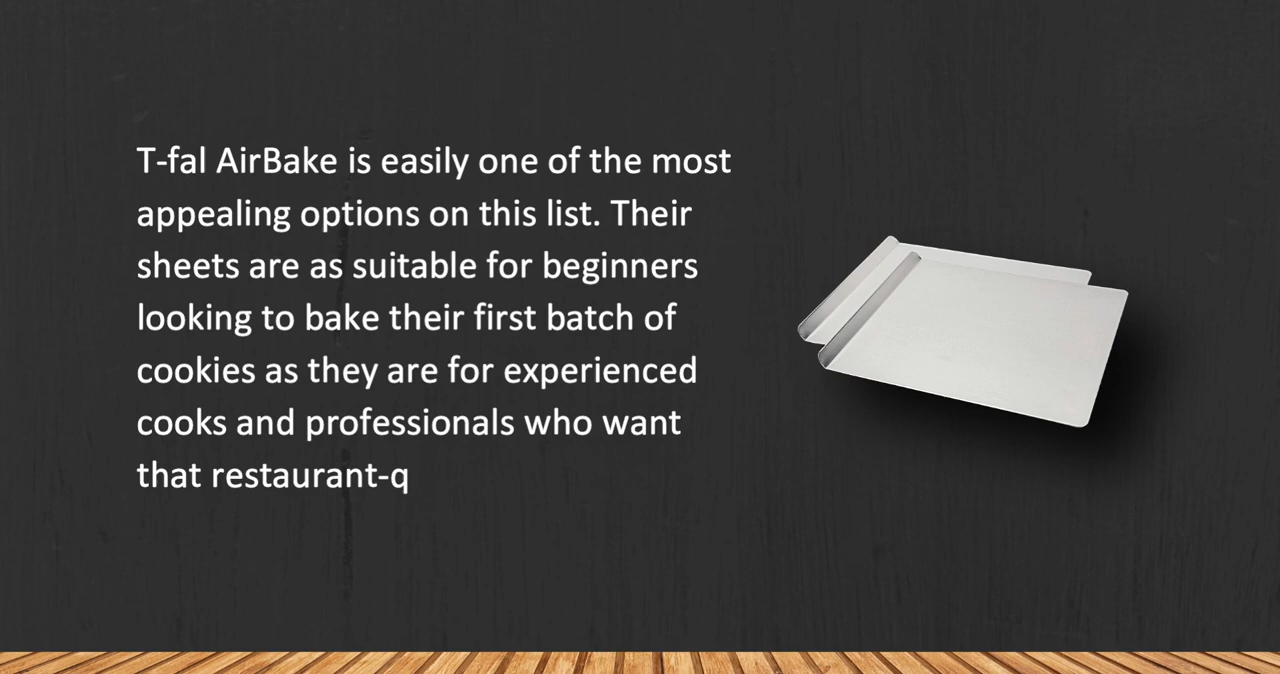 T-fal AirBake is easily one of the most
appealing options on this list. Their
sheets are as suitable for beginners
looking to bake their first batch of
cookies as they are for experienced
cooks and professionals who want
that restaurant-q